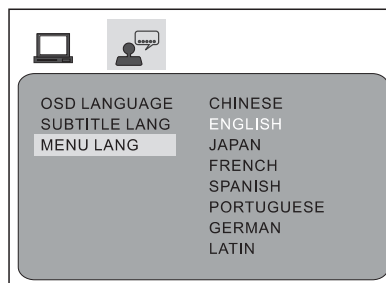 OSD LANGUAGE
SUBTITLE LANG
MENU LANG
CHINESE
ENGLISH
JAPAN
FRENCH
SPANISH
PORTUGUESE
GERMAN
LATIN